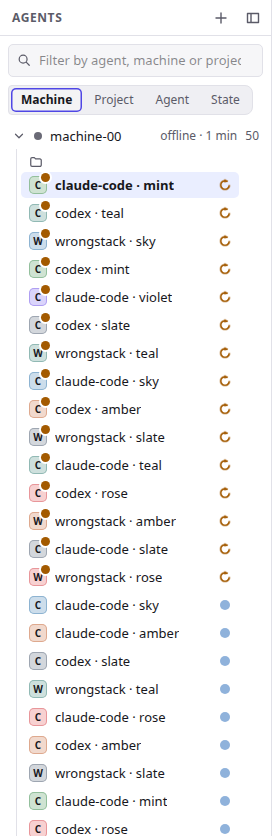 AGENTS
Filter by agent, machine or projec
Machine Project Agent State
machine-00 offline · 1 min 50
C claude-code · mint
C codex · teal
W wrongstack · sky
C codex · mint
C claude-code · violet
C codex · slate
W wrongstack · teal
C claude-code · sky
C codex · amber
W wrongstack · slate
C claude-code · teal
C codex · rose
W wrongstack · amber
C claude-code · slate
W wrongstack · rose
C claude-code · sky
C claude-code · amber
C codex · slate
W wrongstack · teal
C claude-code · rose
C codex · amber
W wrongstack · slate
C claude-code · mint
C codex · rose